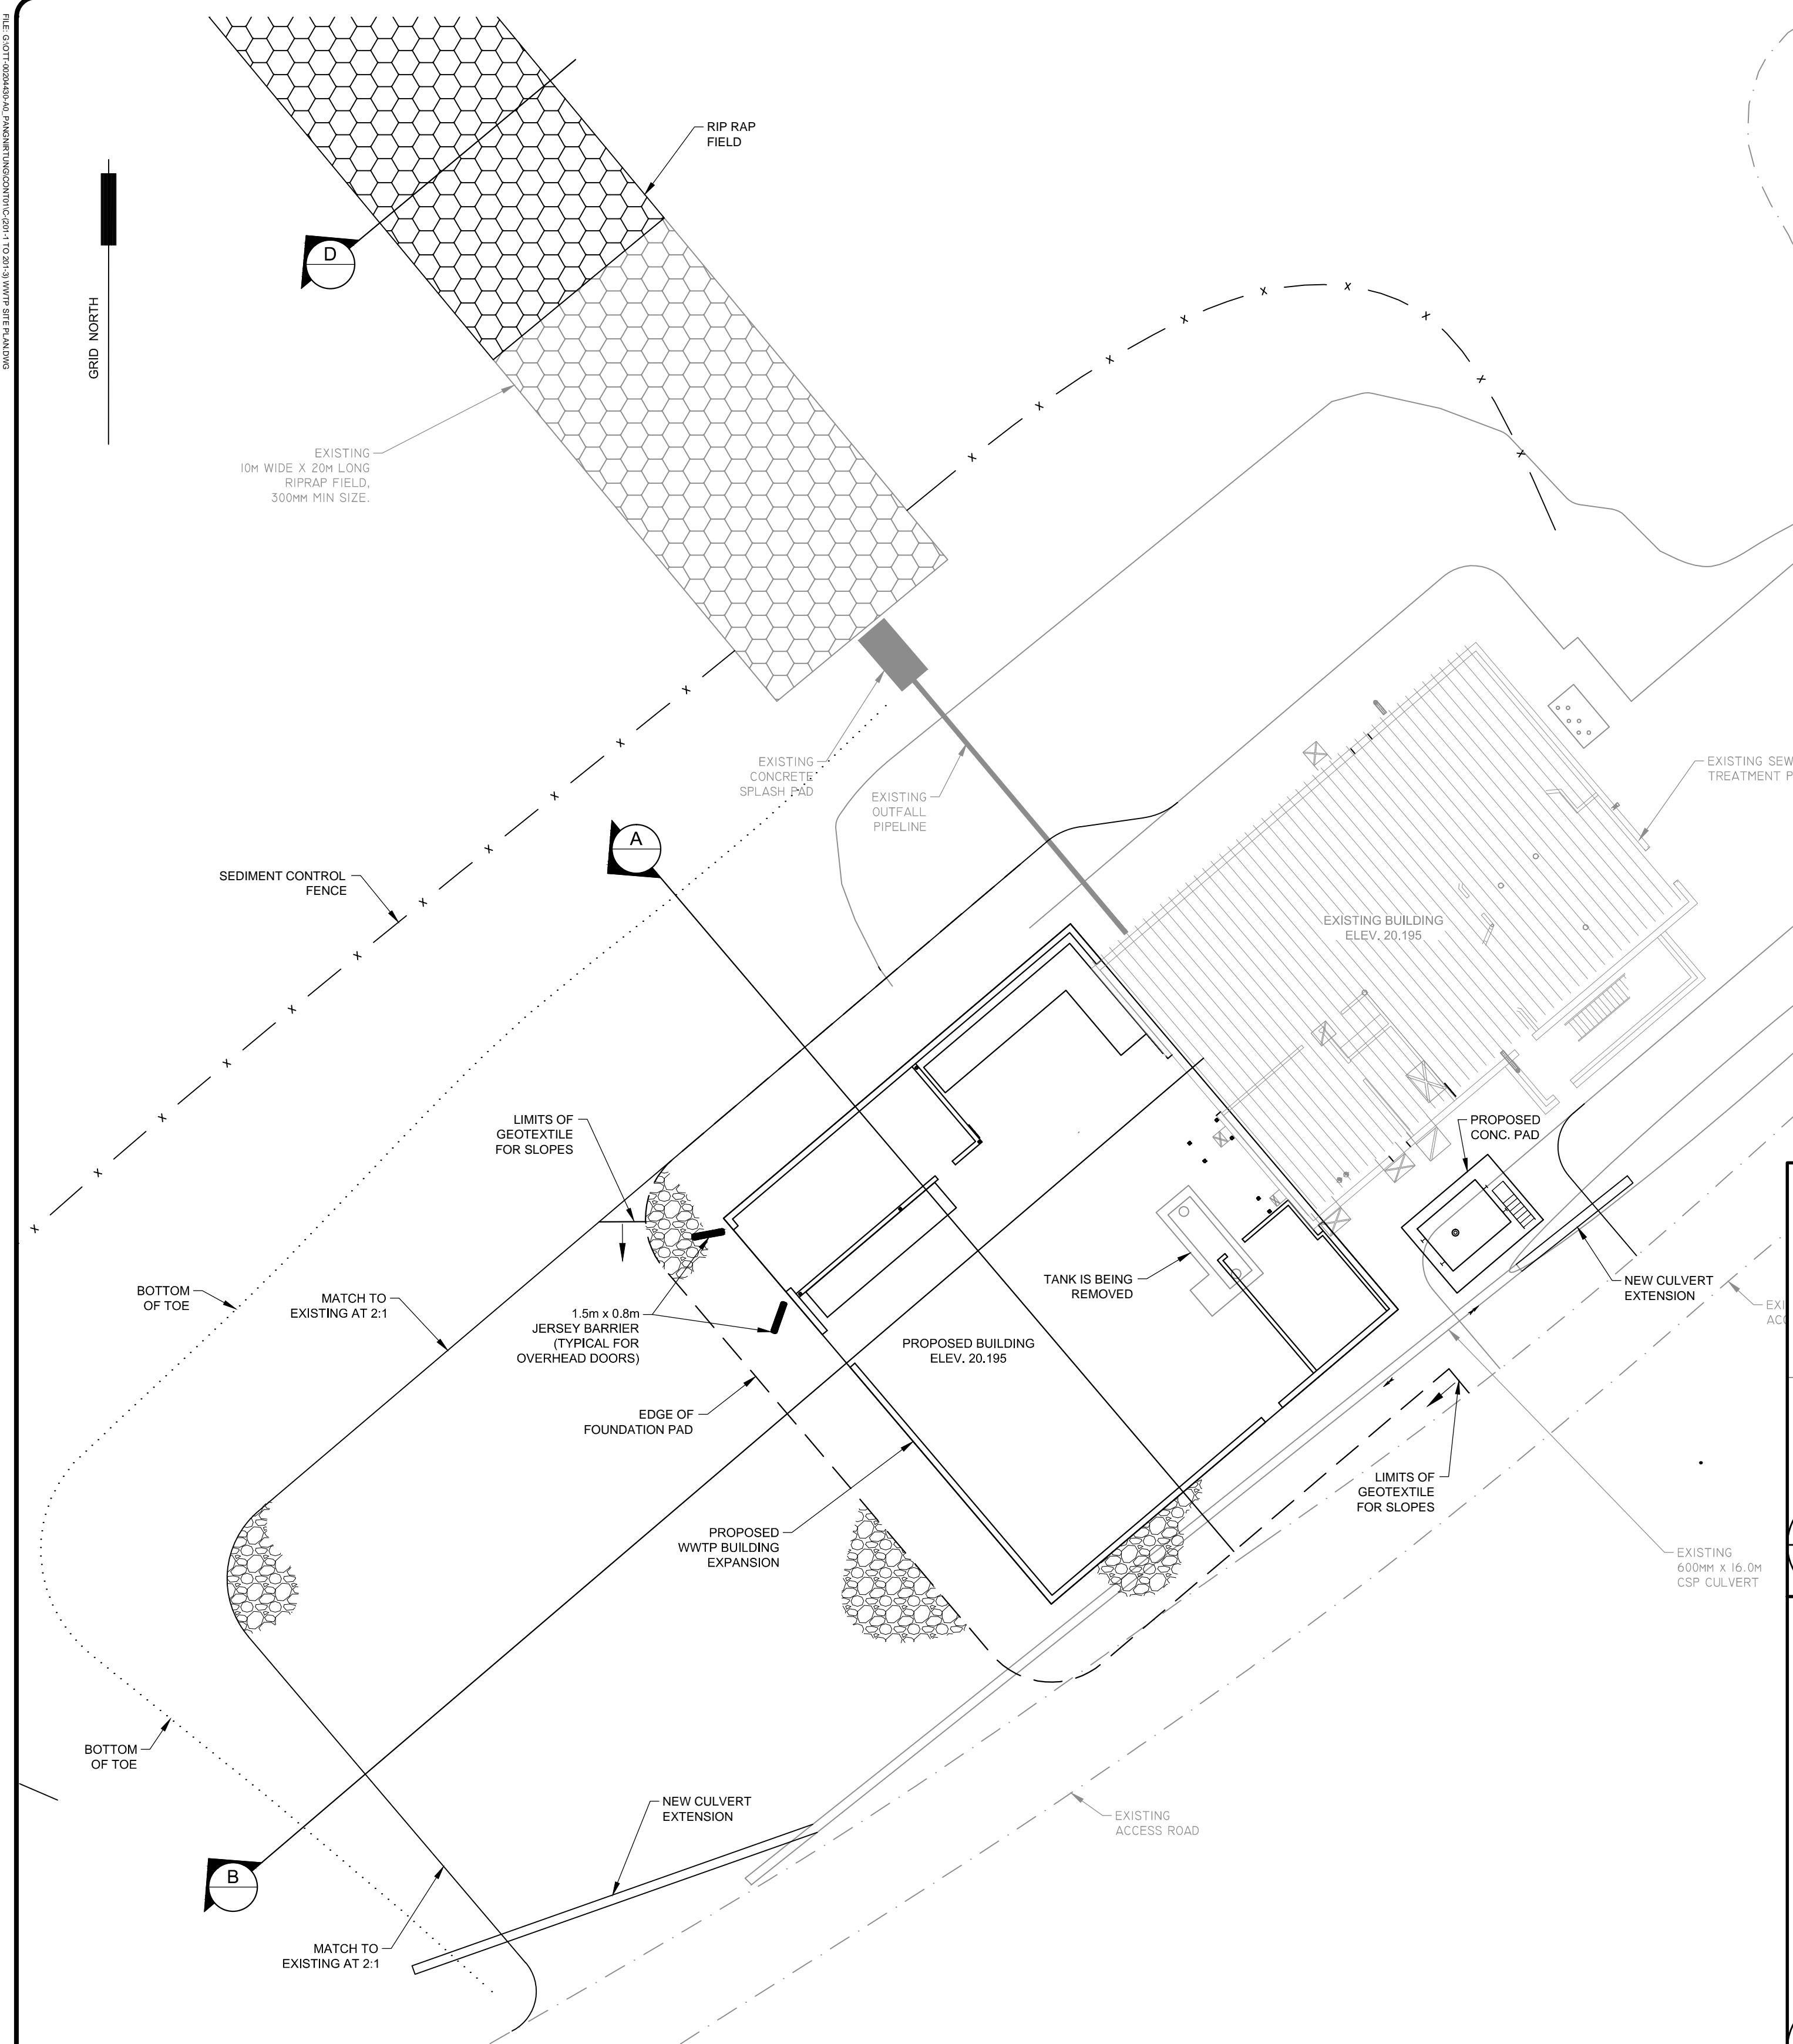 FILE: G:\OTT-00204430-A0_PANGNIRTUNG\CONT01\C-(201-1 TO 201-3) WWTP SITE PLAN.DWG
GRID NORTH
RIP RAP
FIELD
D
EXISTING
10M WIDE X 20M LONG
RIPRAP FIELD,
300MM MIN SIZE.
EXISTING
CONCRETE
SPLASH PAD
EXISTING
OUTFALL
PIPELINE
EXISTING SEW
TREATMENT P
A
SEDIMENT CONTROL
FENCE
EXISTING BUILDING
ELEV. 20.195
LIMITS OF
GEOTEXTILE
FOR SLOPES
PROPOSED
CONC. PAD
BOTTOM
OF TOE
MATCH TO
EXISTING AT 2:1
1.5m x 0.8m
JERSEY BARRIER
(TYPICAL FOR
OVERHEAD DOORS)
TANK IS BEING
REMOVED
NEW CULVERT
EXTENSION
EXI
ACC
PROPOSED BUILDING
ELEV. 20.195
EDGE OF
FOUNDATION PAD
LIMITS OF
GEOTEXTILE
FOR SLOPES
PROPOSED
WWTP BUILDING
EXPANSION
EXISTING
600MM X 16.0M
CSP CULVERT
BOTTOM
OF TOE
NEW CULVERT
EXTENSION
EXISTING
ACCESS ROAD
B
MATCH TO
EXISTING AT 2:1